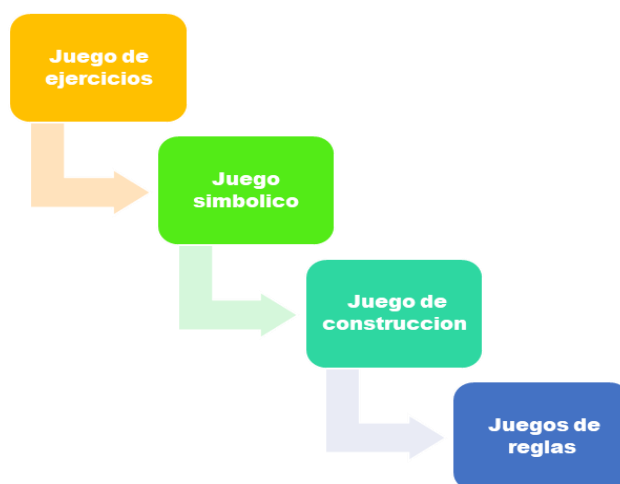 Juego de
ejercicios
Juego
simbolico
Juego de
construccion
Juegos de
reglas